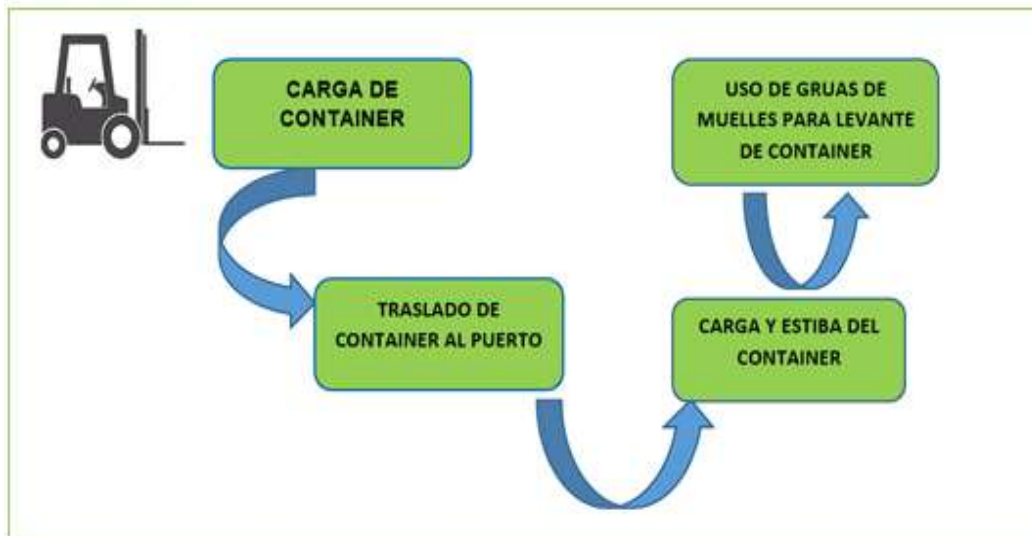 CARGA DE
CONTAINER
TRASLADO DE
CONTAINER AL PUERTO
CARGA Y ESTIBA DEL
CONTAINER
USO DE GRUAS DE
MUELLES PARA LEVANTE
DE CONTAINER